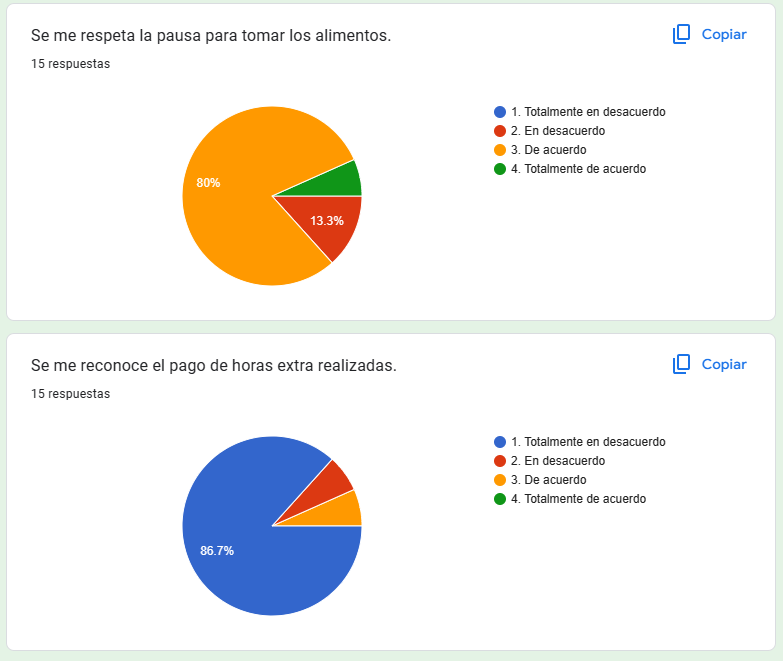 Se me respeta la pausa para tomar los alimentos.
Copiar
15 respuestas
1. Totalmente en desacuerdo
2. En desacuerdo
3. De acuerdo
4. Totalmente de acuerdo
80%
13.3%
Se me reconoce el pago de horas extra realizadas.
Copiar
15 respuestas
1. Totalmente en desacuerdo
2. En desacuerdo
3. De acuerdo
4. Totalmente de acuerdo
86.7%